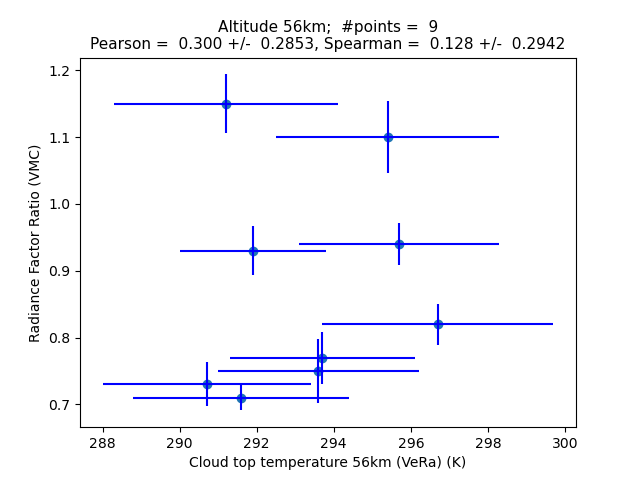 Altitude 56km;  #points =  9
Pearson =  0.300 +/-  0.2853, Spearman =  0.128 +/-  0.2942
1.2
1.1
1.0
0.9
0.8
0.7
Radiance Factor Ratio (VMC)
288 290 292 294 296 298 300
Cloud top temperature 56km (VeRa) (K)